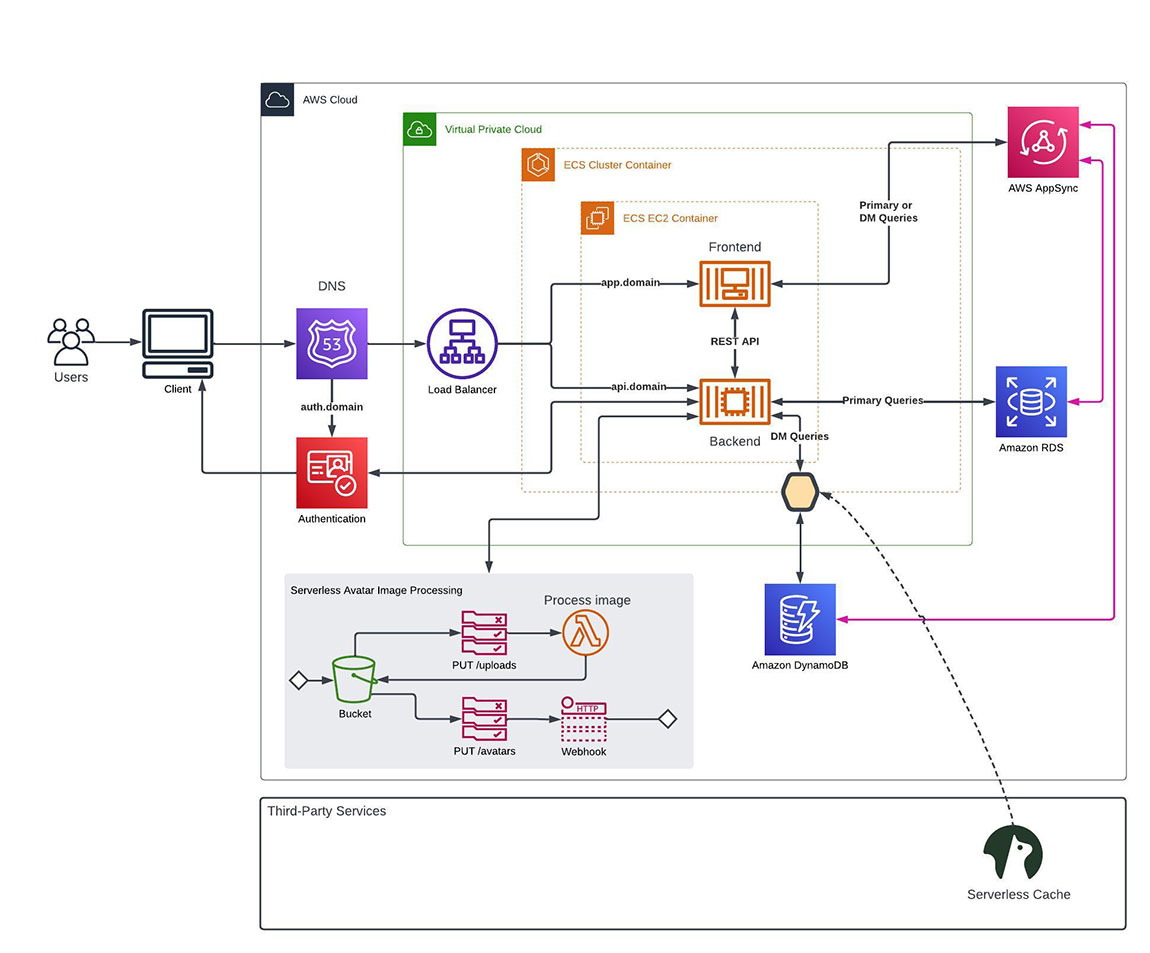 AWS Cloud
Virtual Private Cloud
ECS Cluster Container
ECS EC2 Container
AWS AppSync
Primary or
DM Queries
Frontend
DNS
app.domain
53
REST API
Users
Client
Load Balancer
api.domain
auth.domain
Primary Queries
Backend
DM Queries
Amazon RDS
Authentication
Serverless Avatar Image Processing
Process image
PUT /uploads
Amazon DynamoDB
Bucket
HTTP
PUT /avatars
Webhook
Third-Party Services
Serverless Cache